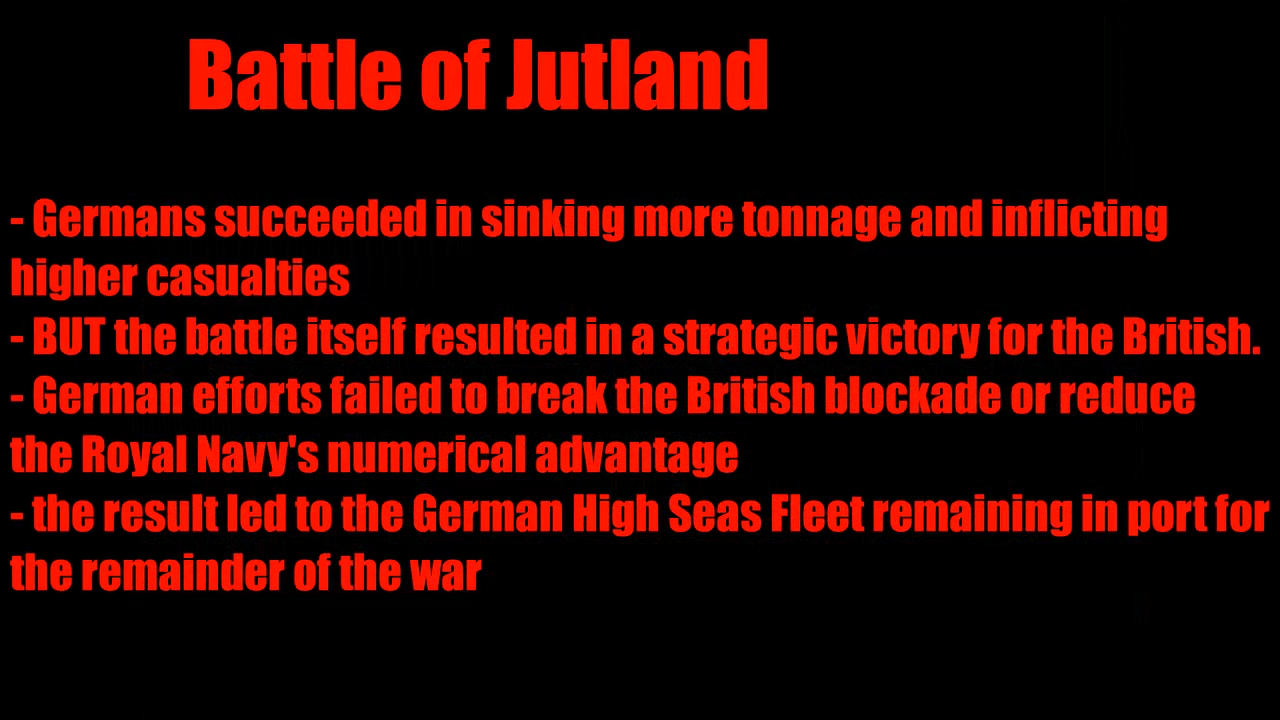 Battle of Jutland
- Germans succeeded in sinking more tonnage and inflicting
higher casualties
- BUT the battle itself resulted in a strategic victory for the British.
- German efforts failed to break the British blockade or reduce
the Royal Navy's numerical advantage
- the result led to the German High Seas Fleet remaining in port for
the remainder of the war